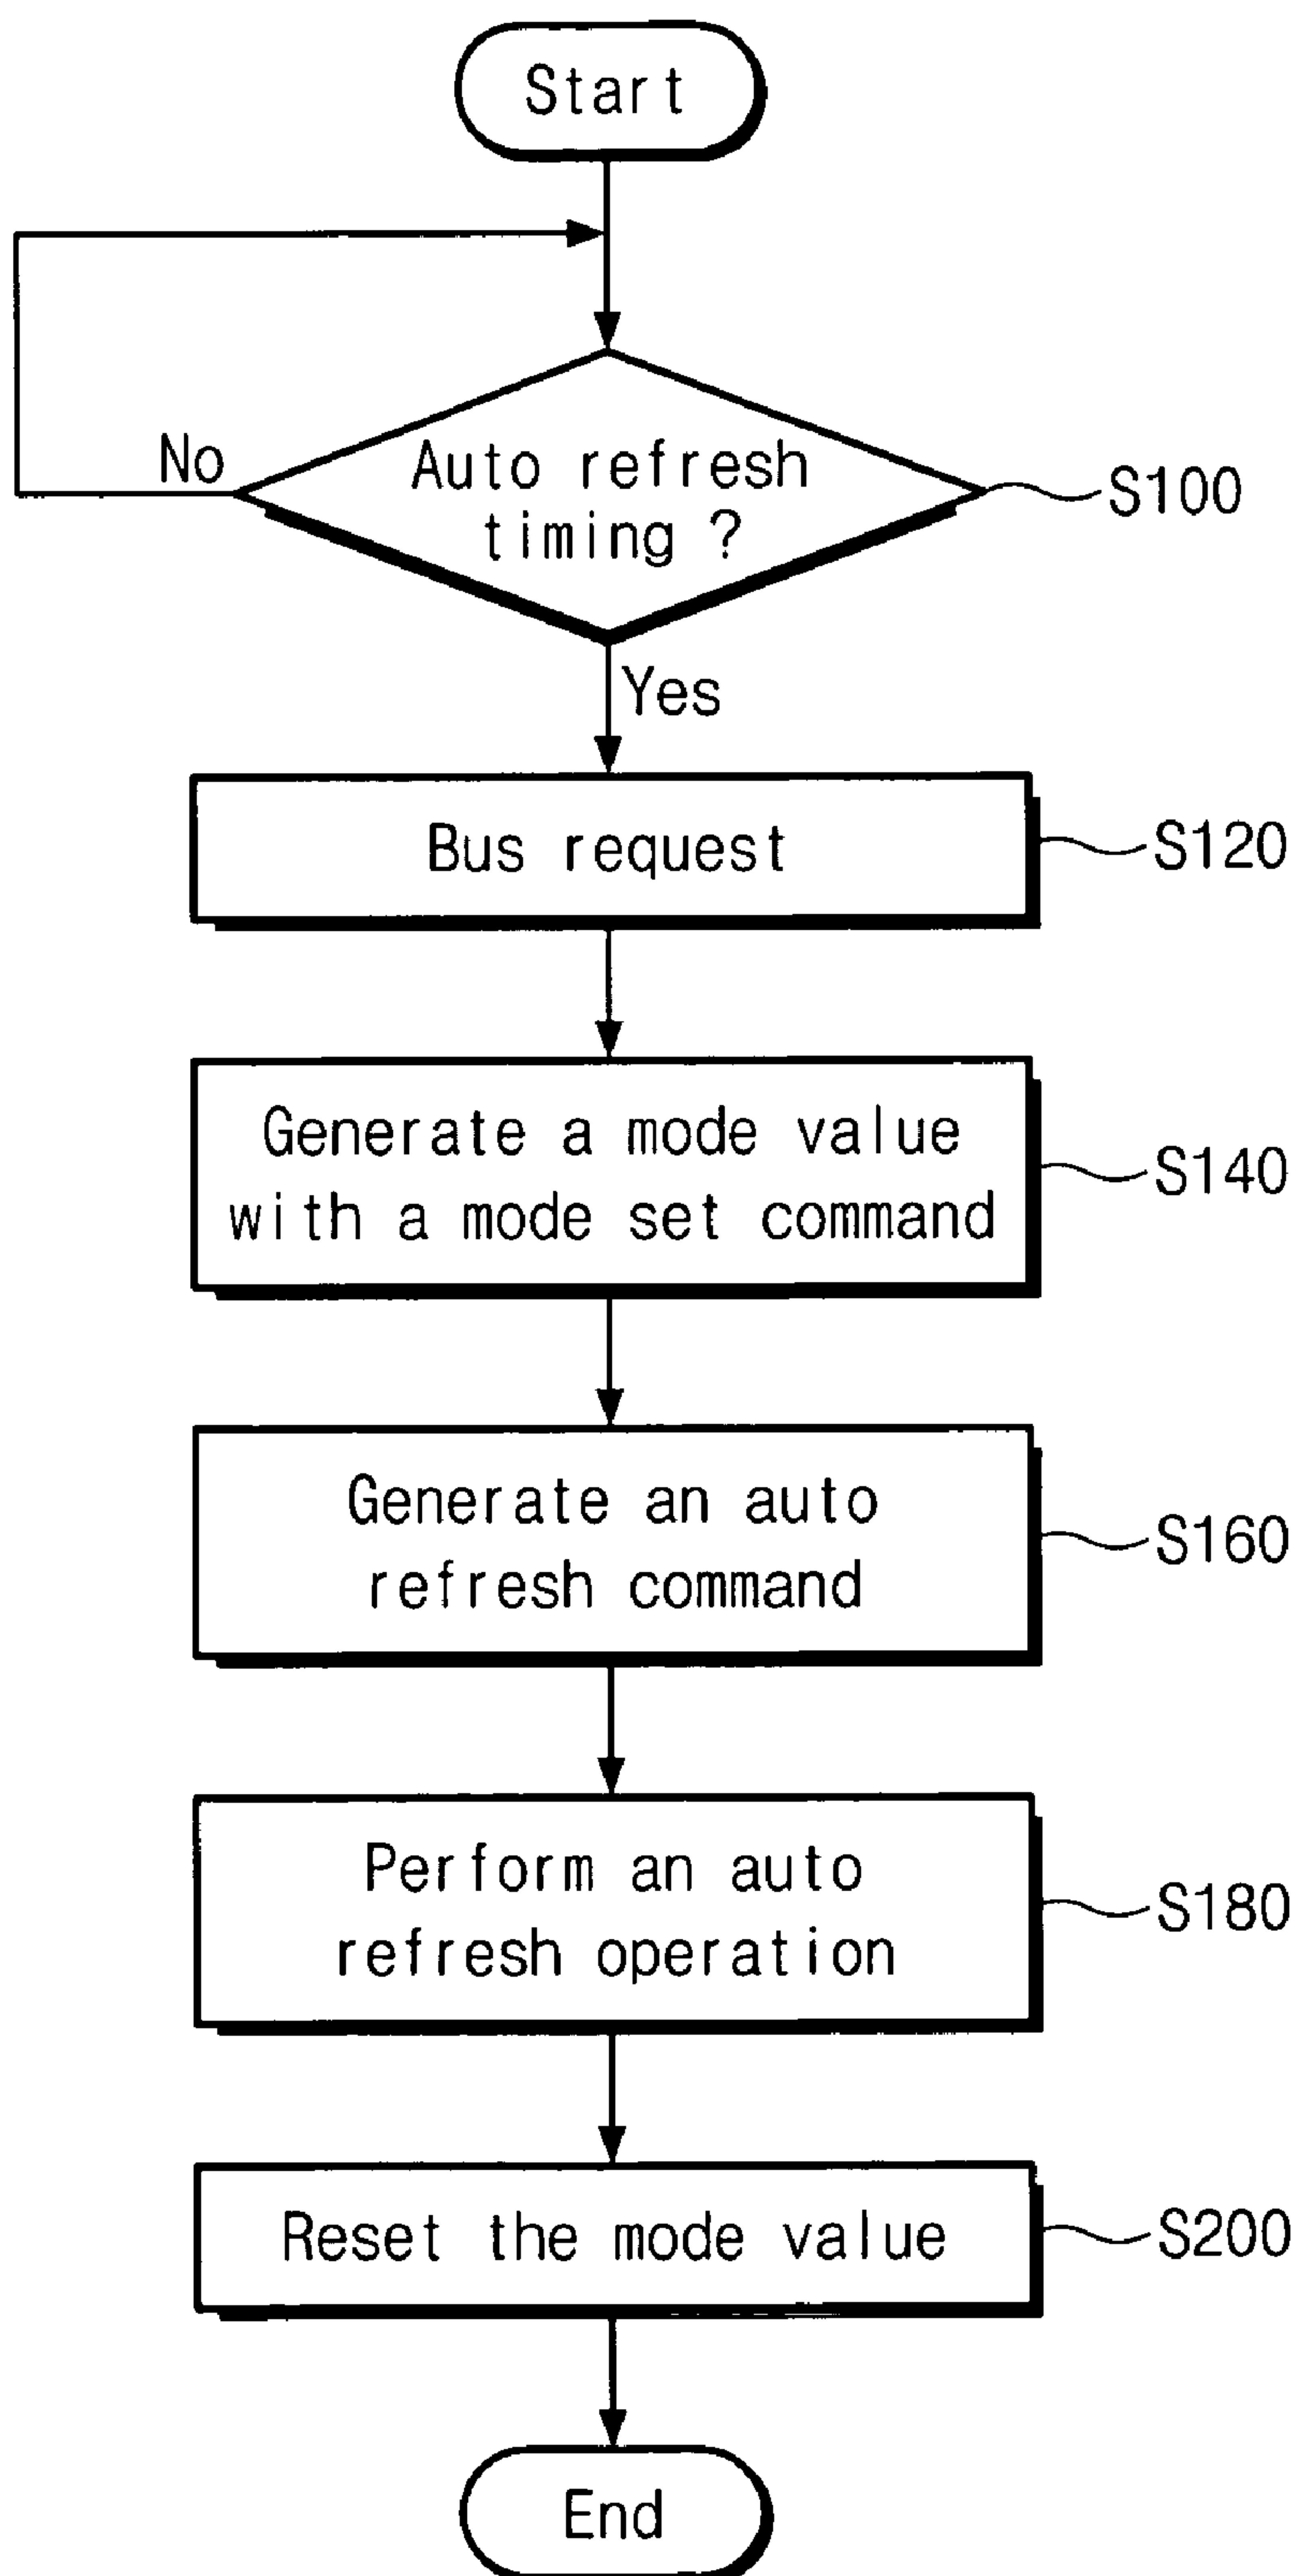 Start
No
Auto refresh
timing ?
S100
Yes
Bus request
S120
Generate a mode value
with a mode set command
S140
Generate an auto
refresh command
S160
Perform an auto
refresh operation
S180
Reset the mode value
S200
End